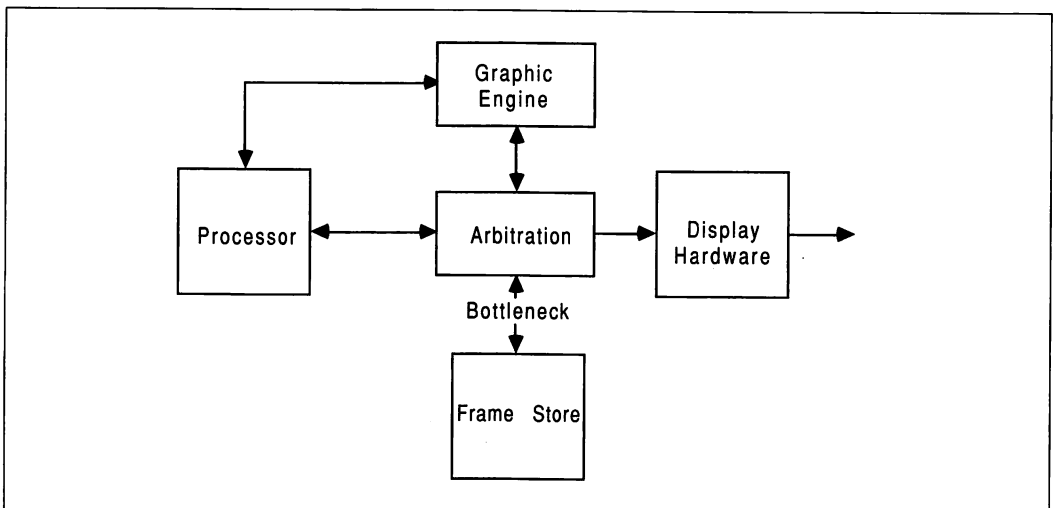 Graphic
Engine
Processor
Arbitration
Display
Hardware
Bottleneck
Frame Store